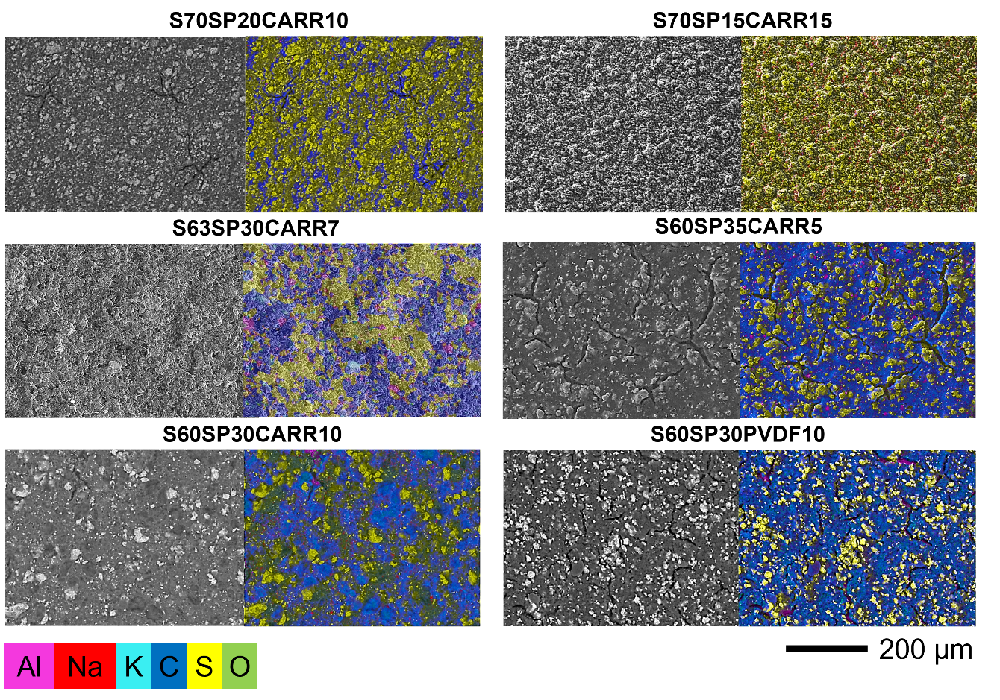 S70SP20CARR10
S70SP15CARR15
S63SP30CARR7
S60SP35CARR5
S60SP30CARR10
S60SP30PVDF10
Al Na K C S O
200 µm